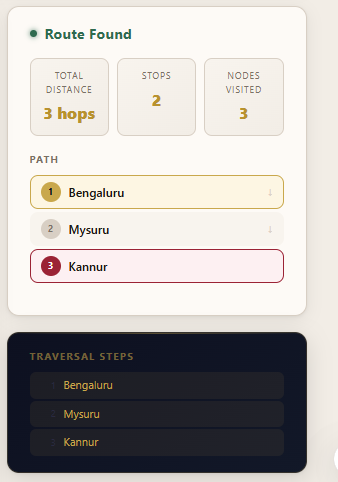 Route Found
TOTAL
DISTANCE
3 hops
STOPS
2
NODES
VISITED
3
PATH
1 Bengaluru ↓
2 Mysuru ↓
3 Kannur
TRAVERSAL STEPS
1 Bengaluru
2 Mysuru
3 Kannur